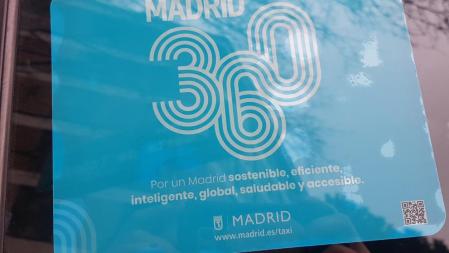 MADRID
360
Por un Madrid sostenible, eficiente,
inteligente, global, saludable y accesible.
MADRID
www.madrid.es/taxi